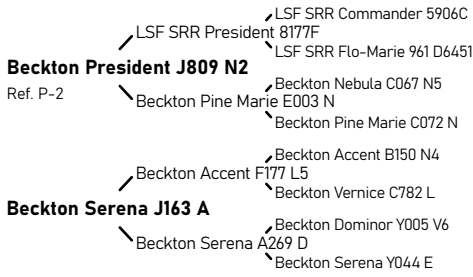 LSF SRR Commander 5906C
LSF SRR President 8177F
LSF SRR Flo-Marie 961 D6451
Beckton President J809 N2
Ref. P-2
Beckton Nebula C067 N5
Beckton Pine Marie E003 N
Beckton Pine Marie C072 N
Beckton Accent B150 N4
Beckton Accent F177 L5
Beckton Vernice C782 L
Beckton Serena J163 A
Beckton Dominor Y005 V6
Beckton Serena A269 D
Beckton Serena Y044 E